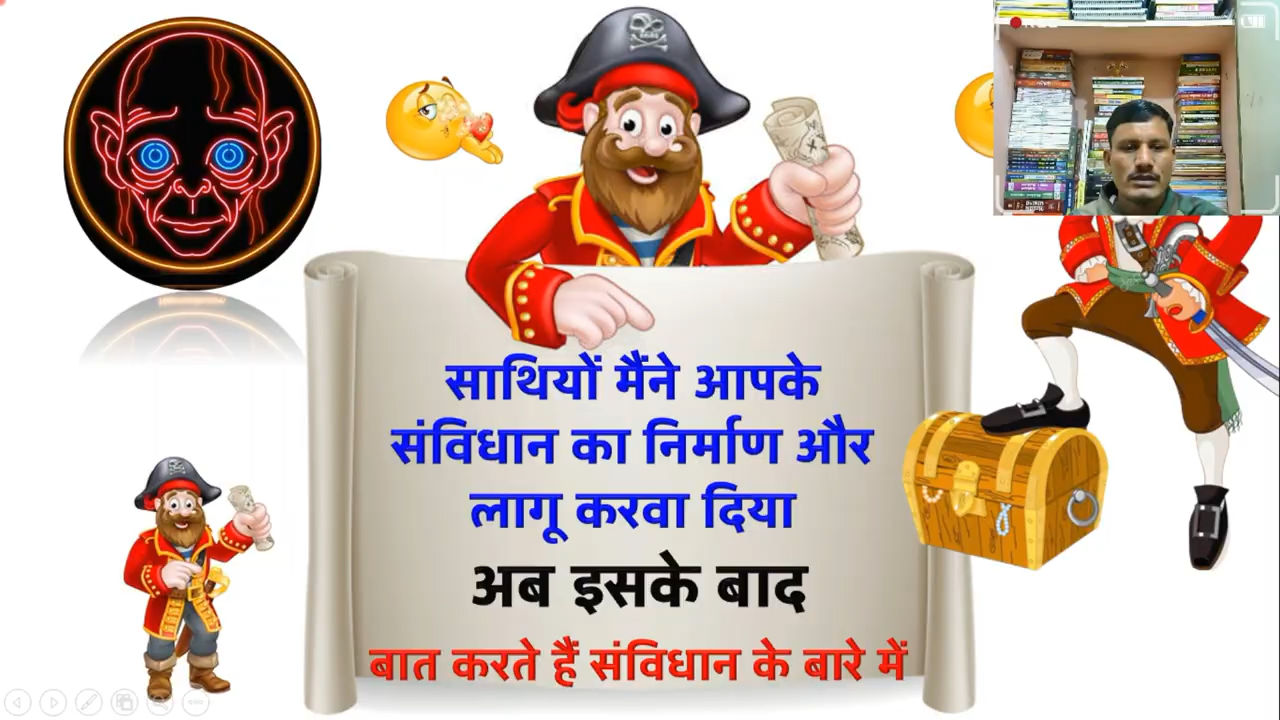 साथियों मैंने आपके
संविधान का निर्माण और
लागू करवा दिया
अब इसके बाद
बात करते हैं संविधान के बारे में